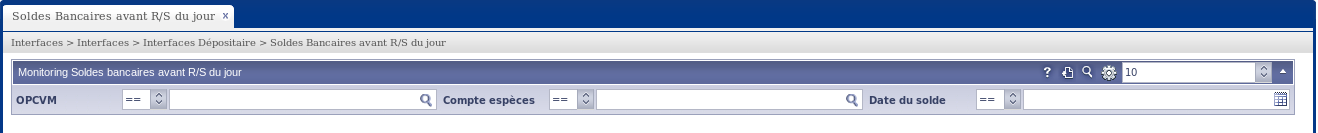 Soldes Bancaires avant R/S du jour x
Interfaces > Interfaces > Interfaces Dépositaire > Soldes Bancaires avant R/S du jour
Monitoring Soldes bancaires avant R/S du jour ? 10
OPCVM == Compte espèces == Date du solde ==